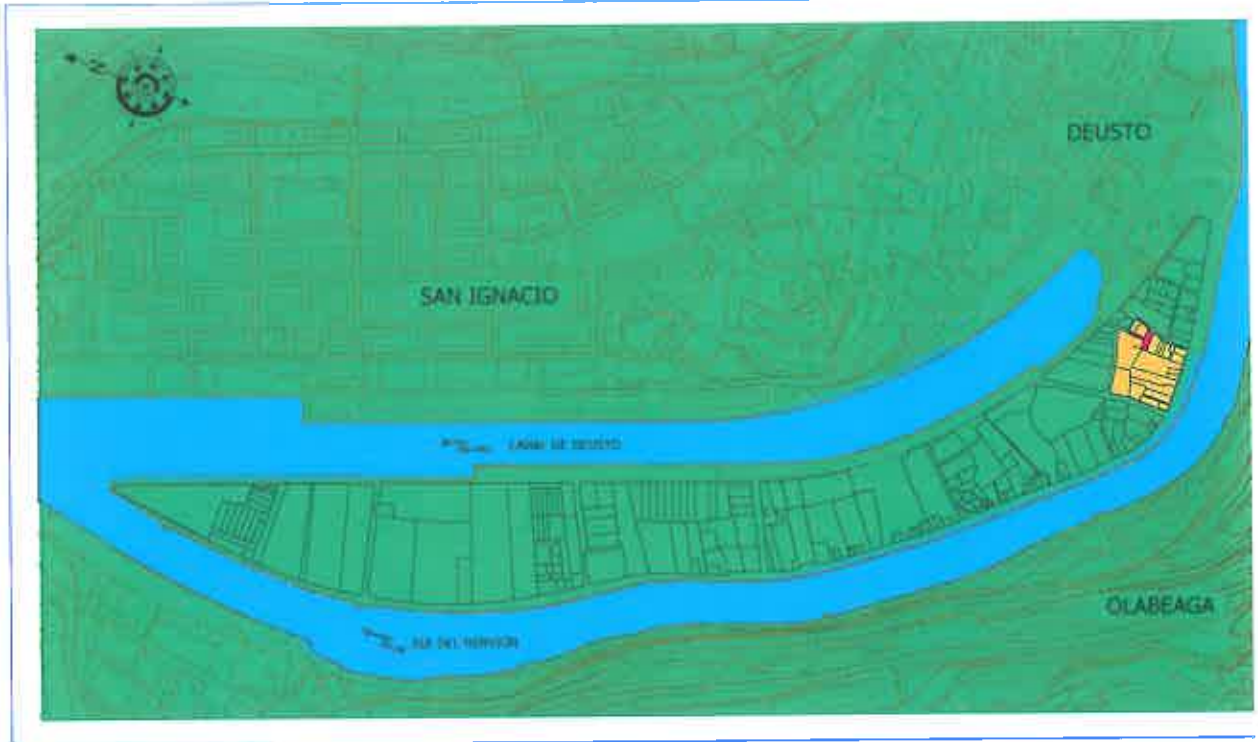 N
DEUSTO
SAN IGNACIO
CANAL DE DEUSTO
RIA DEL NERVION
OLABEAGA